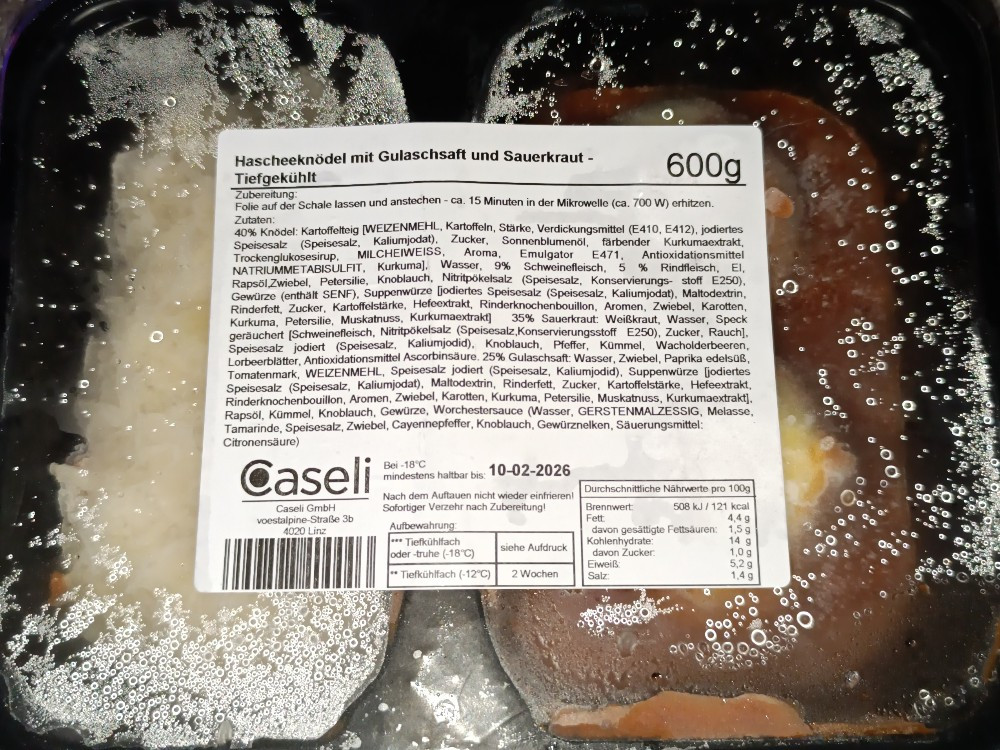 Hascheeknödel mit Gulaschsaft und Sauerkraut -
Tiefgekühlt
600g
Zubereitung:
Folie auf der Schale lassen und anstechen - ca. 15 Minuten in der Mikrowelle (ca. 700 W) erhitzen.
Zutaten:
40% Knödel: Kartoffelteig [WEIZENMEHL, Kartoffeln, Stärke, Verdickungsmittel (E410, E412), jodiertes
Speisesalz (Speisesalz, Kaliumjodat), Zucker, Sonnenblumenöl, färbender Kurkumaextrakt,
Trockenglukosesirup, MILCHEIWEISS, Aroma, Emulgator E471, Antioxidationsmittel
NATRIUMMETABISULFIT, Kurkuma], Wasser, 9% Schweinefleisch, 5 % Rindfleisch, EI,
Rapsöl,Zwiebel, Petersilie, Knoblauch, Nitritpökelsalz (Speisesalz, Konservierungs- stoff E250),
Gewürze (enthält SENF), Suppenwürze [jodiertes Speisesalz (Speisesalz, Kaliumjodat), Maltodextrin,
Rinderfett, Zucker, Kartoffelstärke, Hefeextrakt, Rinderknochenbouillon, Aromen, Zwiebel, Karotten,
Kurkuma, Petersilie, Muskatnuss, Kurkumaextrakt] 35% Sauerkraut: Weißkraut, Wasser, Speck
geräuchert [Schweinefleisch, Nitritpökelsalz (Speisesalz,Konservierungsstoff E250), Zucker, Rauch],
Speisesalz jodiert (Speisesalz, Kaliumjodid), Knoblauch, Pfeffer, Kümmel, Wacholderbeeren,
Lorbeerblätter, Antioxidationsmittel Ascorbinsäure. 25% Gulaschsaft: Wasser, Zwiebel, Paprika edelsüß,
Tomatenmark, WEIZENMEHL, Speisesalz jodiert (Speisesalz, Kaliumjodid), Suppenwürze [jodiertes
Speisesalz (Speisesalz, Kaliumjodat), Maltodextrin, Rinderfett, Zucker, Kartoffelstärke, Hefeextrakt,
Rinderknochenbouillon, Aromen, Zwiebel, Karotten, Kurkuma, Petersilie, Muskatnuss, Kurkumaextrakt],
Rapsöl, Kümmel, Knoblauch, Gewürze, Worchestersauce (Wasser, GERSTENMALZESSIG, Melasse,
Tamarinde, Speisesalz, Zwiebel, Cayennepfeffer, Knoblauch, Gewürznelken, Säuerungsmittel:
Citronensäure)
Caseli
Caseli GmbH
voestalpine-Straße 3b
4020 Linz
Bei -18°C
mindestens haltbar bis: 10-02-2026
Nach dem Auftauen nicht wieder einfrieren!
Sofortiger Verzehr nach Zubereitung!
Aufbewahrung:
*** Tiefkühlfach
oder -truhe (-18°C) siehe Aufdruck
** Tiefkühlfach (-12°C) 2 Wochen
Durchschnittliche Nährwerte pro 100g
Brennwert: 508 kJ / 121 kcal
Fett: 4,4 g
davon gesättigte Fettsäuren: 1,5 g
Kohlenhydrate: 14 g
davon Zucker: 1,0 g
Eiweiß: 5,2 g
Salz: 1,4 g